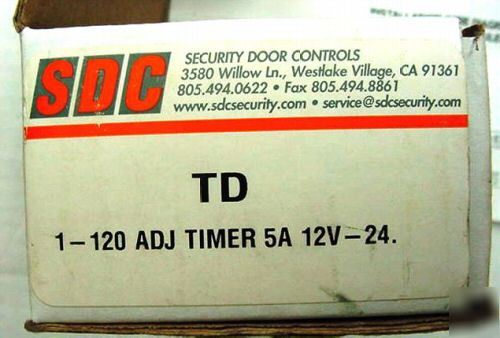 SDC
SECURITY DOOR CONTROLS
3580 Willow Ln., Westlake Village, CA 91361
805.494.0622 • Fax 805.494.8861
www.sdcsecurity.com • service@sdcsecurity.com
TD
1-120 ADJ TIMER 5A 12V-24.